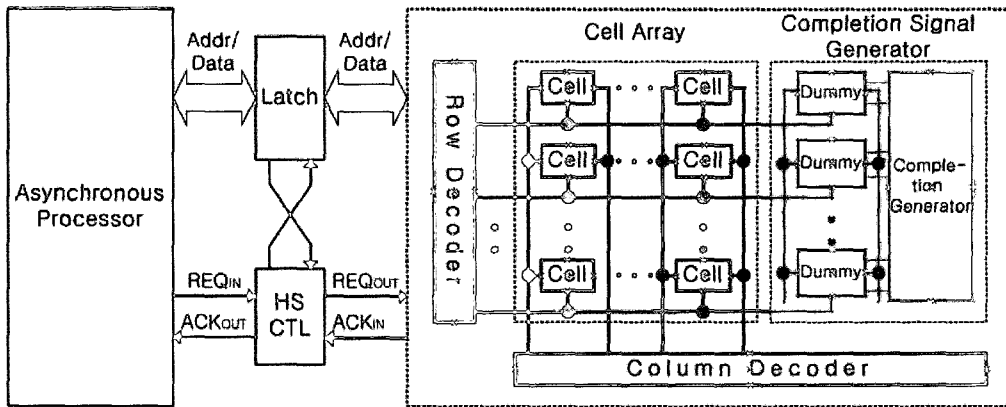 Asynchronous
Processor
Addr/
Data
Latch
Addr/
Data
REQIN
ACKOUT
HS
CTL
REQOUT
ACKIN
Row Decoder
Cell Array
Cell
Cell
Cell
Cell
Cell
Cell
Completion Signal
Generator
Dummy
Dummy
Dummy
Comple-
tion
Generator
Column Decoder